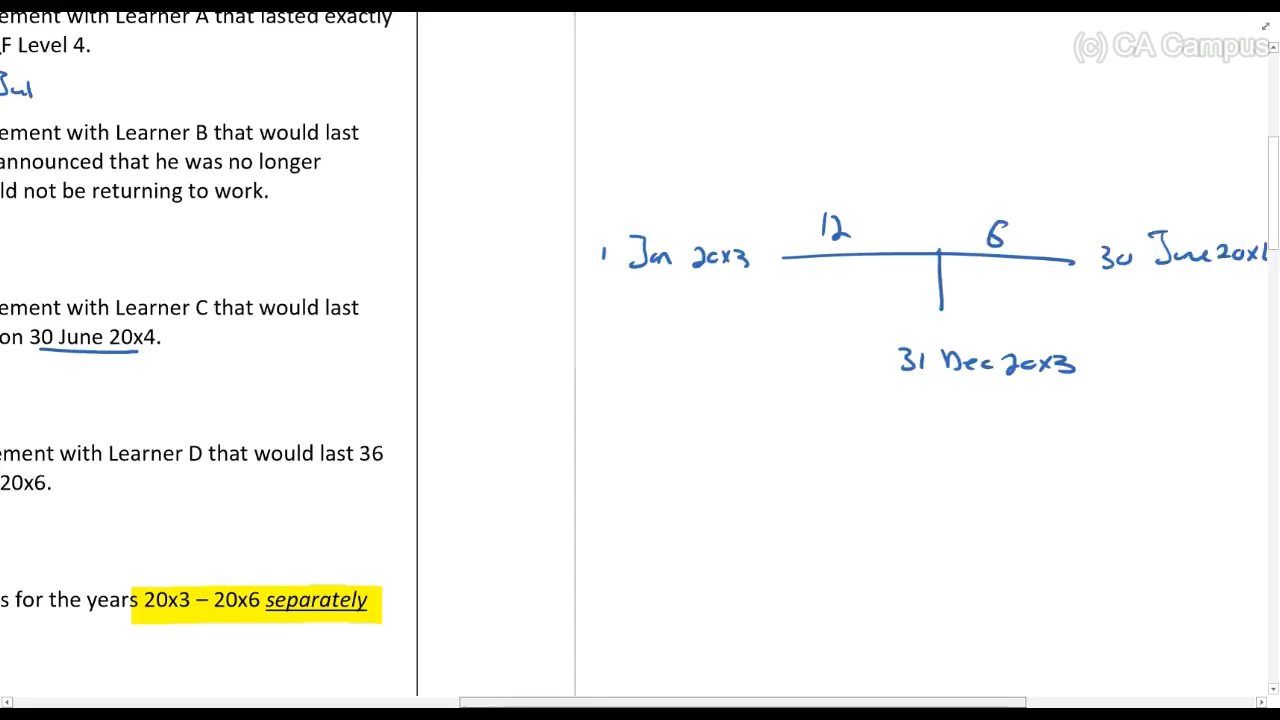 ement with Learner A that lasted exactly
F Level 4.
Jul
ement with Learner B that would last
announced that he was no longer
ld not be returning to work.
ement with Learner C that would last
on 30 June 20x4.
ement with Learner D that would last 36
20x6.
s for the years 20x3 – 20x6 separately
(c) CA Campus
12
6
1 Jan 20x3
30 June 20x
31 Dec 20x3